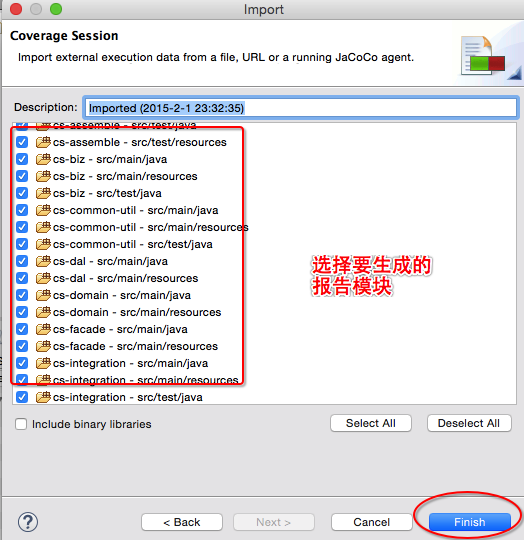 Import
Coverage Session
Import external execution data from a file, URL or a running JaCoCo agent.
Description: Imported (2015-2-1 23:32:35)
cs-assemble - src/test/java
cs-assemble - src/test/resources
cs-biz - src/main/java
cs-biz - src/main/resources
cs-biz - src/test/java
cs-common-util - src/main/java
cs-common-util - src/main/resources
cs-common-util - src/test/java
cs-dal - src/main/java
cs-dal - src/main/resources
cs-domain - src/main/java
cs-domain - src/main/resources
cs-facade - src/main/java
cs-facade - src/main/resources
cs-integration - src/main/java
cs-integration - src/main/resources
cs-integration - src/test/java
选择要生成的
报告模块
Include binary libraries
Select All
Deselect All
?
< Back
Next >
Cancel
Finish